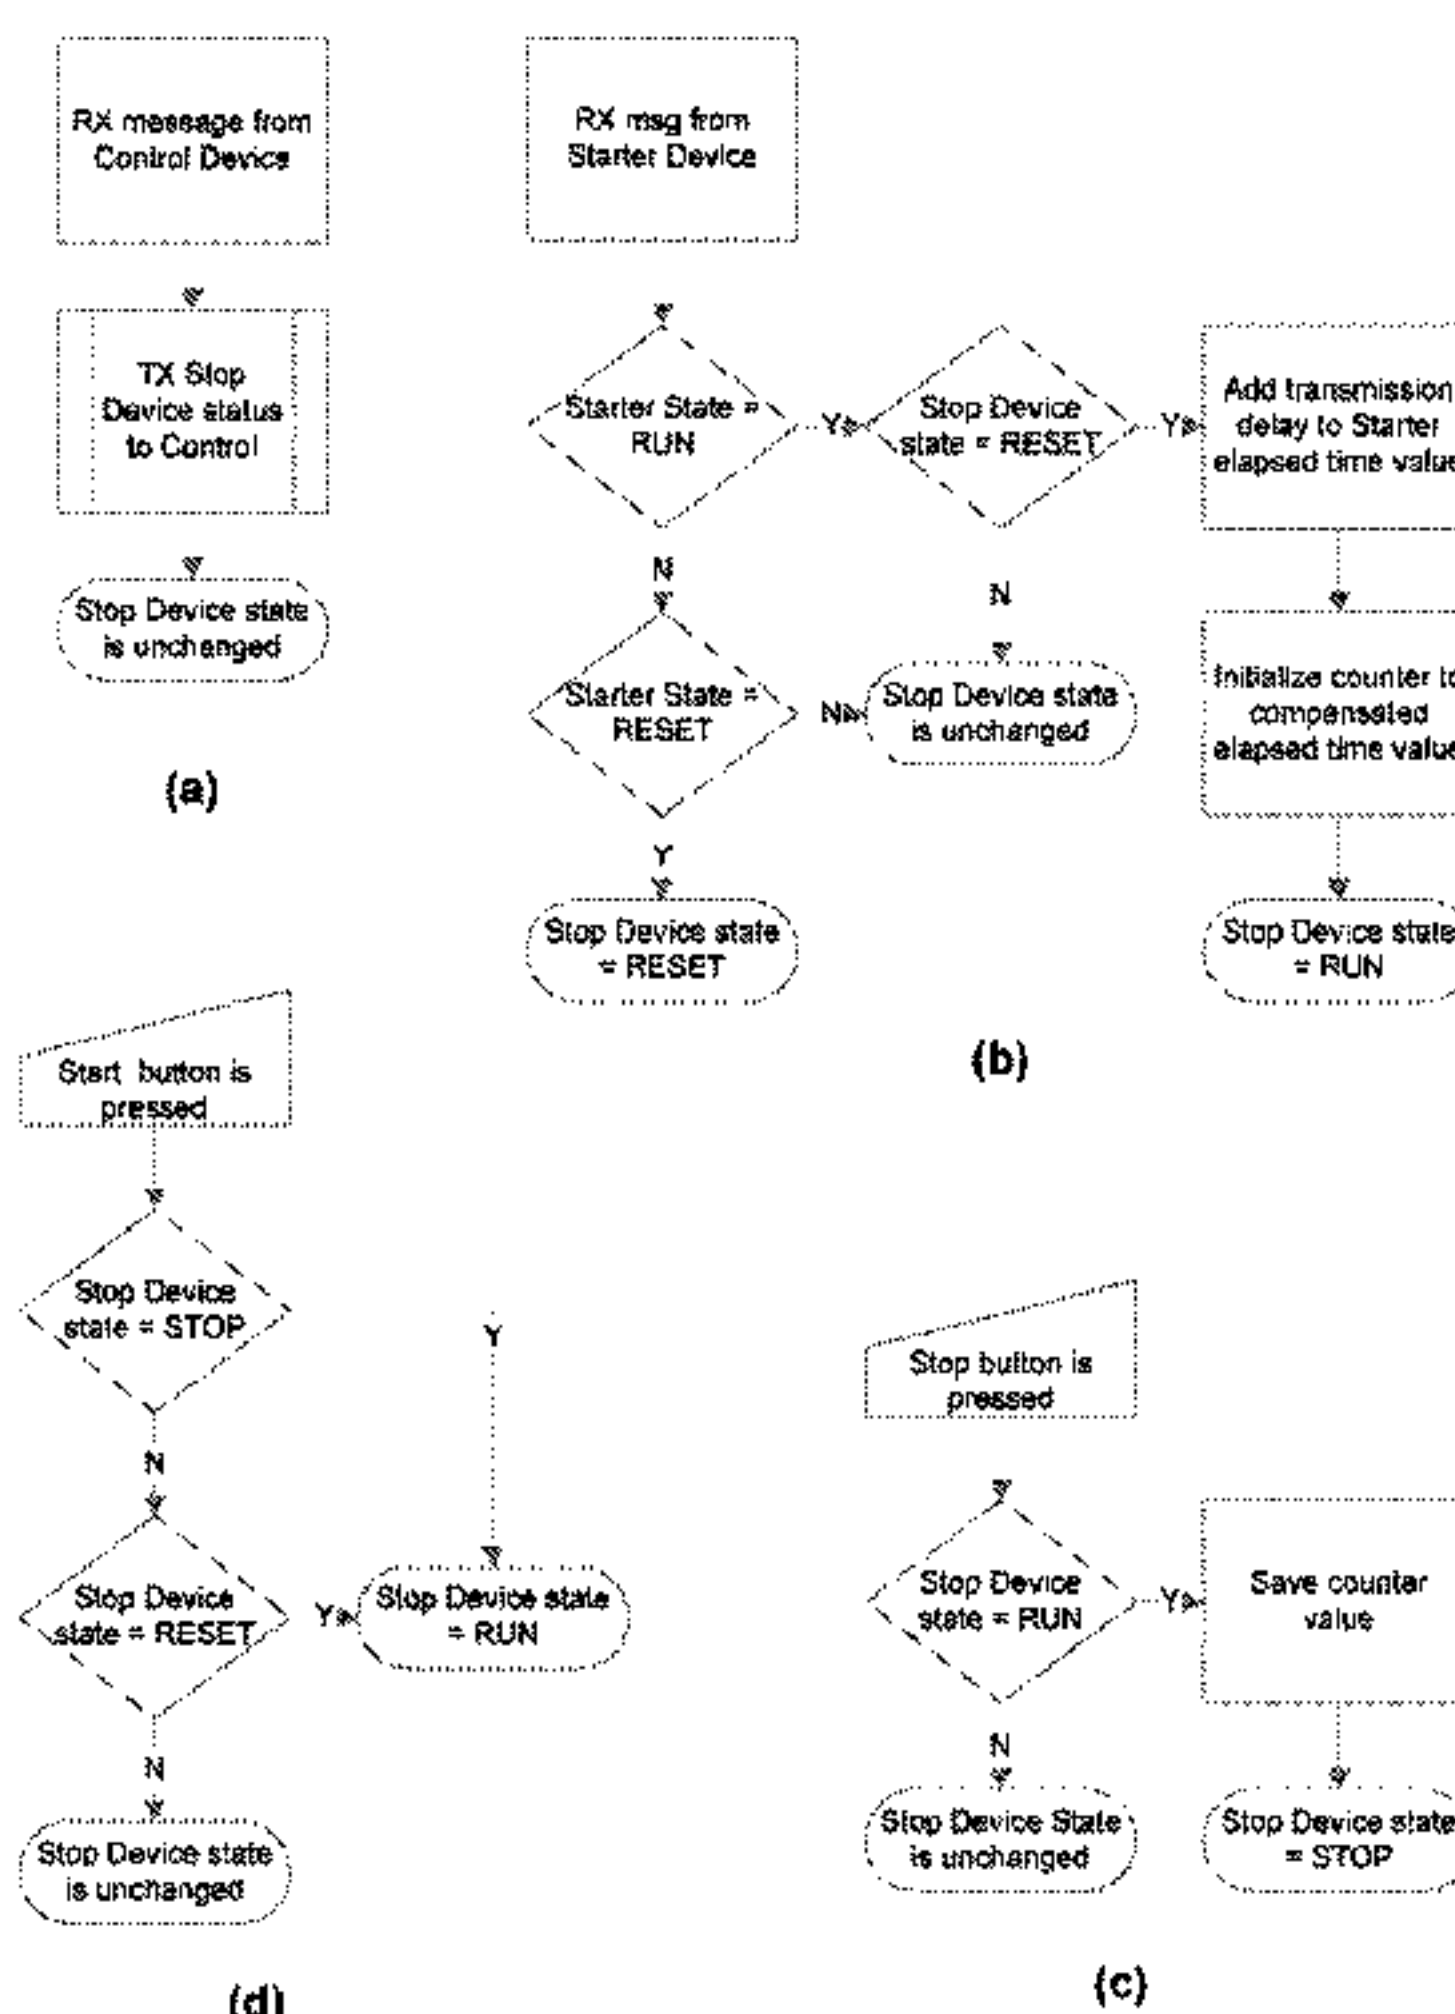 RX message from
Control Device
TX Stop
Device status
to Control
Stop Device state
is unchanged
(a)
RX msg from
Starter Device
Starter State =
RUN
Y
Stop Device
state = RESET
Y
Add transmission
delay to Starter
elapsed time value
N
N
Starter State =
RESET
N
Stop Device state
is unchanged
Initialize counter to
compensated
elapsed time value
Y
Stop Device state
= RESET
Stop Device state
= RUN
(b)
Start button is
pressed
Stop Device
state = STOP
Y
N
Stop Device
state = RESET
Y
Stop Device state
= RUN
N
Stop Device state
is unchanged
(d)
Stop button is
pressed
Stop Device
state = RUN
Y
Save counter
value
N
Stop Device State
is unchanged
Stop Device state
= STOP
(c)